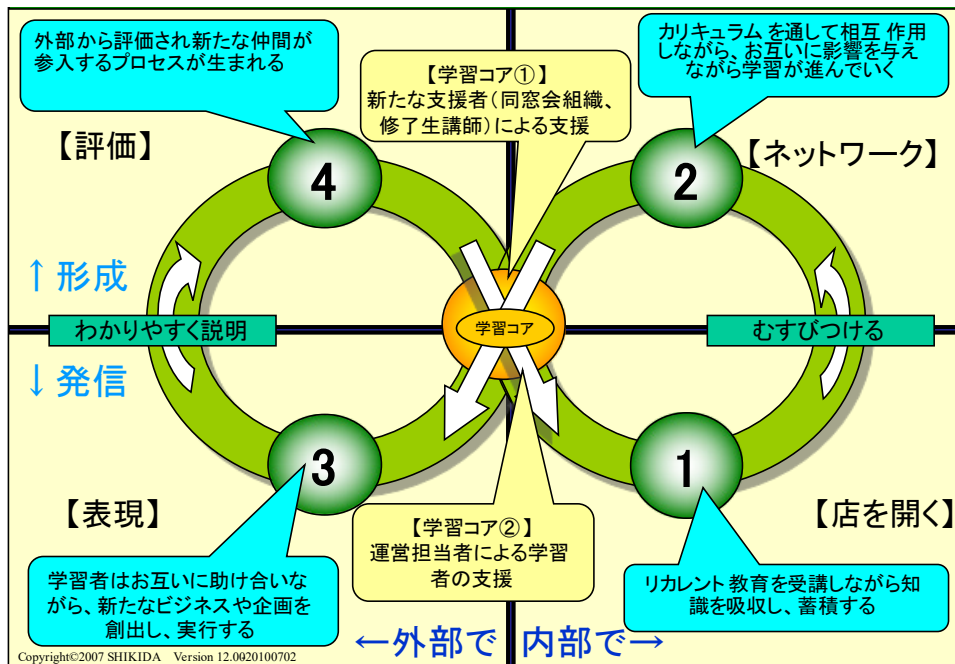 外部から評価され新たな仲間が
参入するプロセスが生まれる
【学習コア①】
新たな支援者(同窓会組織、
修了生講師)による支援
カリキュラム を通して相互 作用
しながら、お互いに影響を与え
ながら学習が進んでいく
【評価】
4
2
【ネットワーク】
↑ 形成
わかりやすく説明
学習コア
むすびつける
↓ 発信
3
1
【表現】
【学習コア②】
運営担当者による学習
者の支援
【店を開く】
学習者はお互いに助け合いな
がら、新たなビジネスや企画を
創出し、実行する
リカレント 教育を受講しながら知
識を吸収し、蓄積する
←外部で 内部で→
Copyright©2007 SHIKIDA Version 12.0020100702